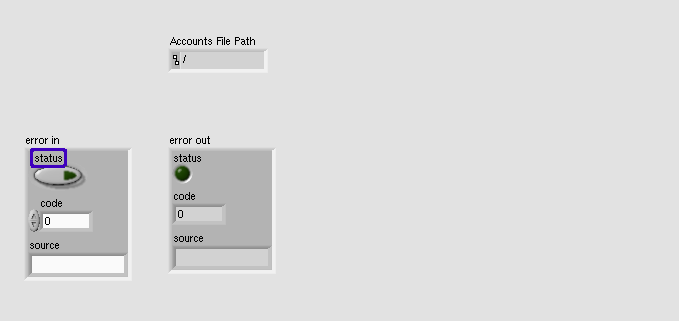 Accounts File Path
/
error in
status
code
0
source
error out
status
code
0
source